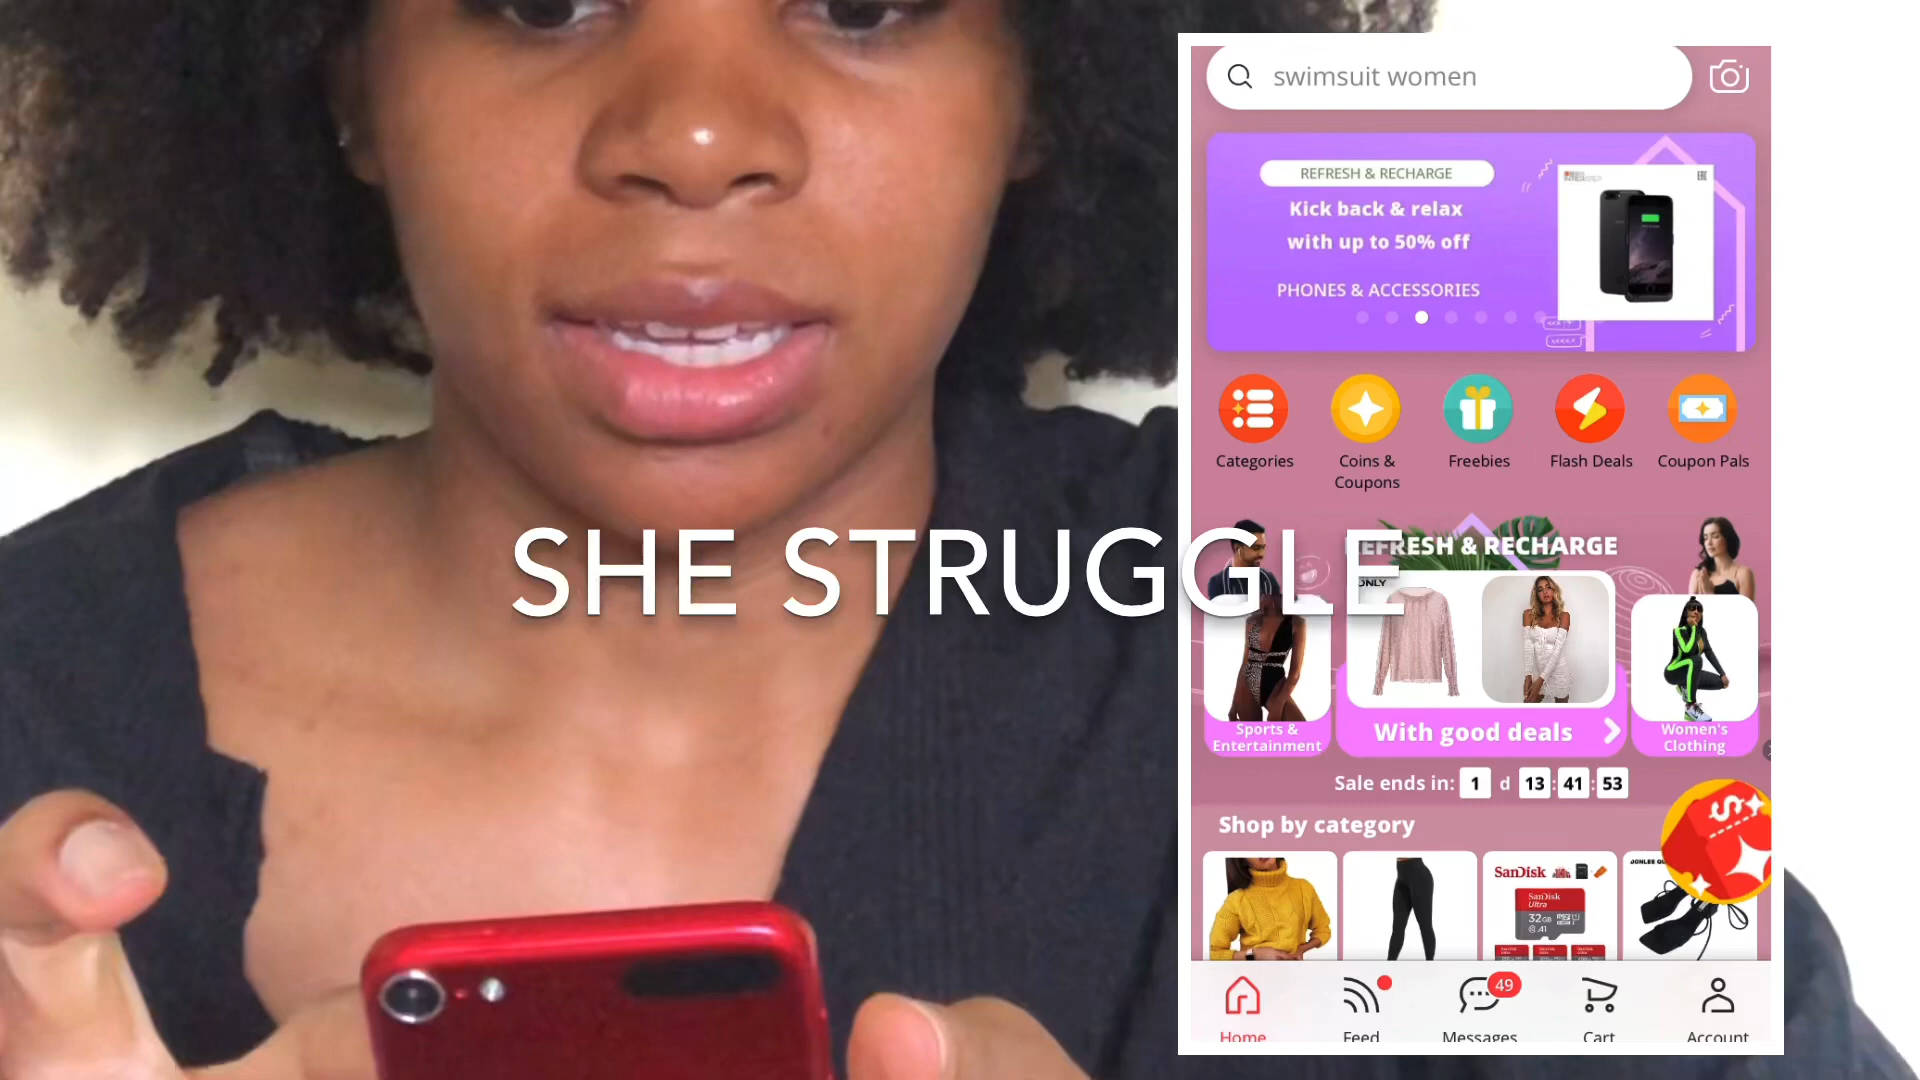 swimsuit women
REFRESH & RECHARGE
Kick back & relax
with up to 50% off
PHONES & ACCESSORIES
Categories
Coins &
Coupons
Freebies
Flash Deals
Coupon Pals
SHE STRUGGLE
REFRESH & RECHARGE
ONLY
Sports &
Entertainment
With good deals
Women's
Clothing
Sale ends in: 1 d 13:41:53
Shop by category
SanDisk
SanDisk
Ultra
32GB
A1
49
Home
Feed
Messages
Cart
Account